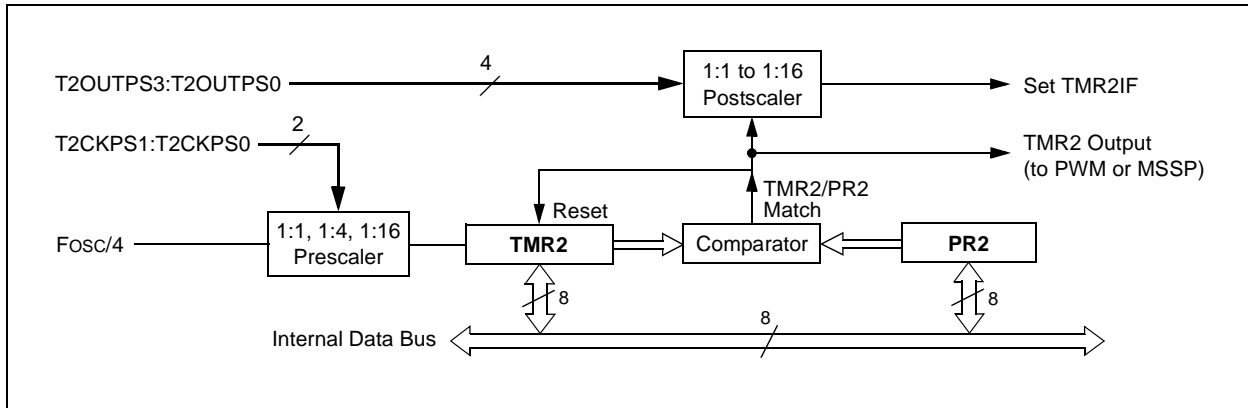 T2OUTPS3:T2OUTPS0
4
1:1 to 1:16
Postscaler
Set TMR2IF
T2CKPS1:T2CKPS0
2
TMR2 Output
(to PWM or MSSP)
TMR2/PR2
Match
Reset
Fosc/4
1:1, 1:4, 1:16
Prescaler
TMR2
Comparator
PR2
8
8
Internal Data Bus
8